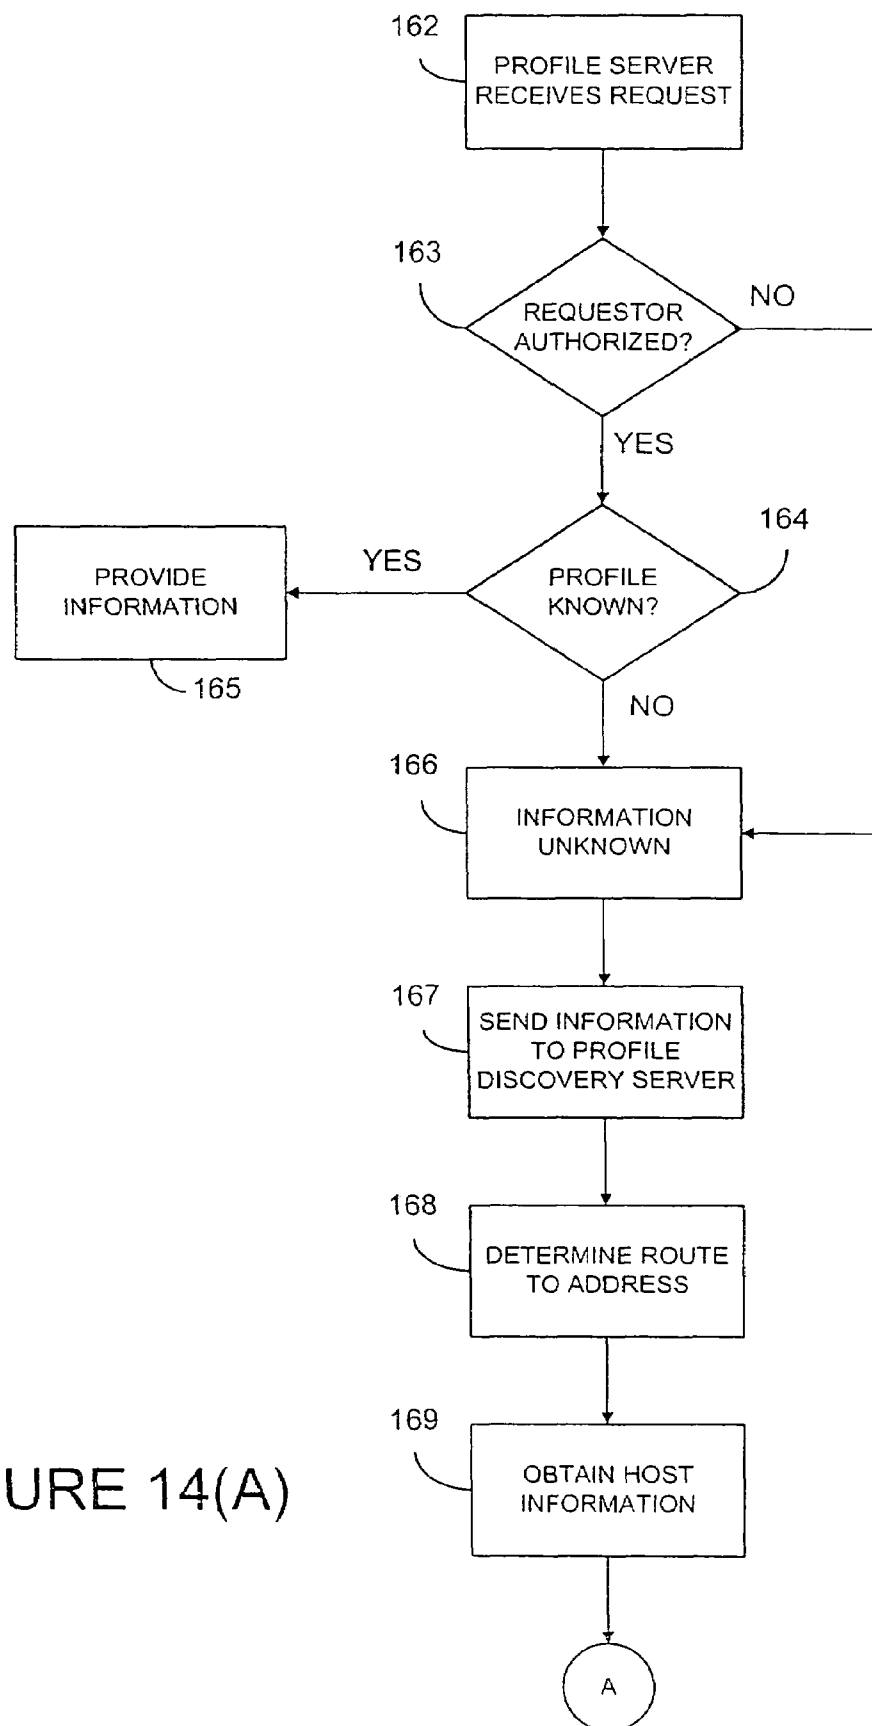 162
PROFILE SERVER
RECEIVES REQUEST
163
REQUESTOR
AUTHORIZED?
NO
YES
164
PROFILE
KNOWN?
YES
PROVIDE
INFORMATION
165
NO
166
INFORMATION
UNKNOWN
167
SEND INFORMATION
TO PROFILE
DISCOVERY SERVER
168
DETERMINE ROUTE
TO ADDRESS
169
OBTAIN HOST
INFORMATION
URE 14(A)
A